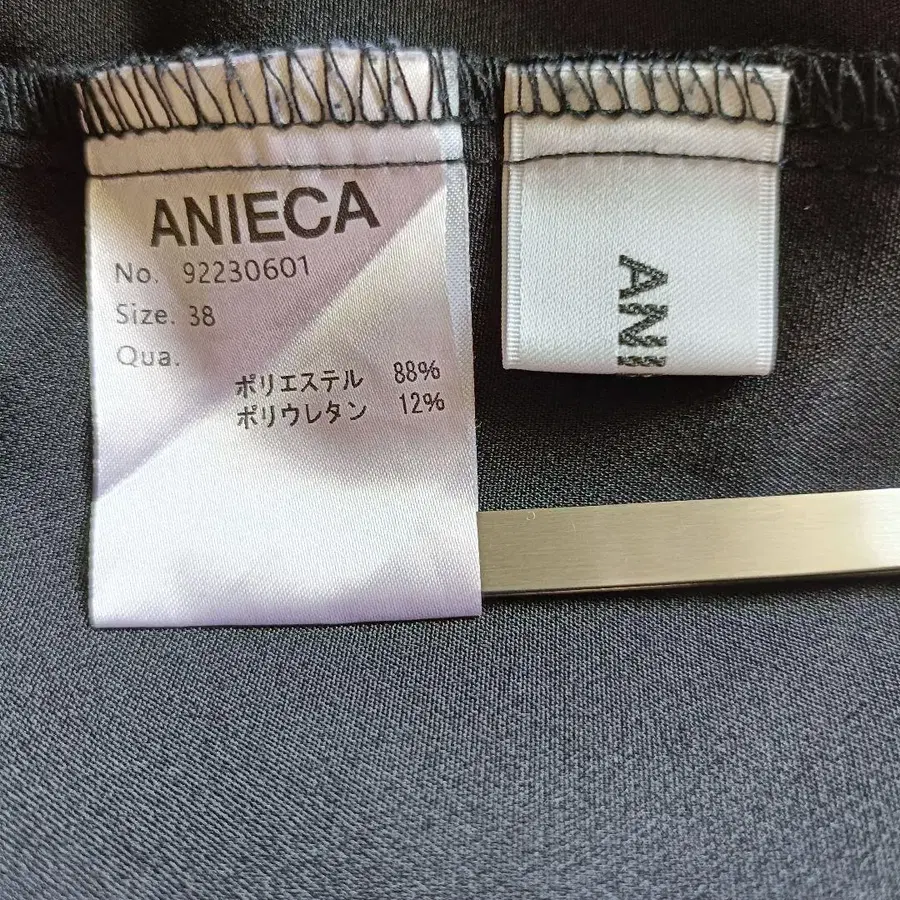 ANIECA
No. 92230601
Size. 38
Qua.
ポリエステル 88%
ポリウレタン 12%
ANI